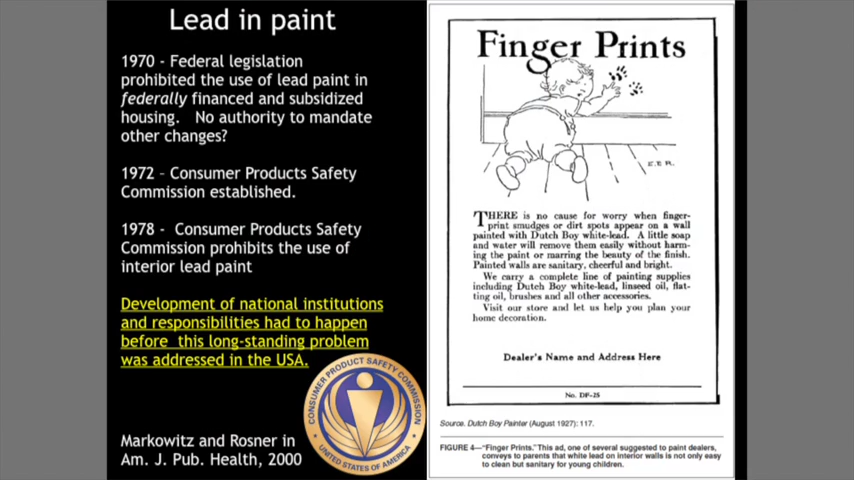 Lead in paint
1970 - Federal legislation
prohibited the use of lead paint in
federally financed and subsidized
housing. No authority to mandate
other changes?
1972 – Consumer Products Safety
Commission established.
1978 - Consumer Products Safety
Commission prohibits the use of
interior lead paint
Development of national institutions
and responsibilities had to happen
before this long-standing problem
was addressed in the USA.
Markowitz and Rosner in
Am. J. Pub. Health, 2000
CONSUMER PRODUCT SAFETY COMMISSION
UNITED STATES OF AMERICA
Finger Prints
E.E.R.
THERE is no cause for worry when finger-
print smudges or dirt spots appear on a wall
painted with Dutch Boy white-lead. A little soap
and water will remove them easily without harm-
ing the paint or marring the beauty of the finish.
Painted walls are sanitary, cheerful and bright.
We carry a complete line of painting supplies
including Dutch Boy white-lead, linseed oil, flat-
ting oil, brushes and all other accessories.
Visit our store and let us help you plan your
home decoration.
Dealer's Name and Address Here
No. DP-25
Source. Dutch Boy Painter (August 1927): 117.
FIGURE 4—"Finger Prints." This ad, one of several suggested to paint dealers,
conveys to parents that white lead on interior walls is not only easy
to clean but sanitary for young children.